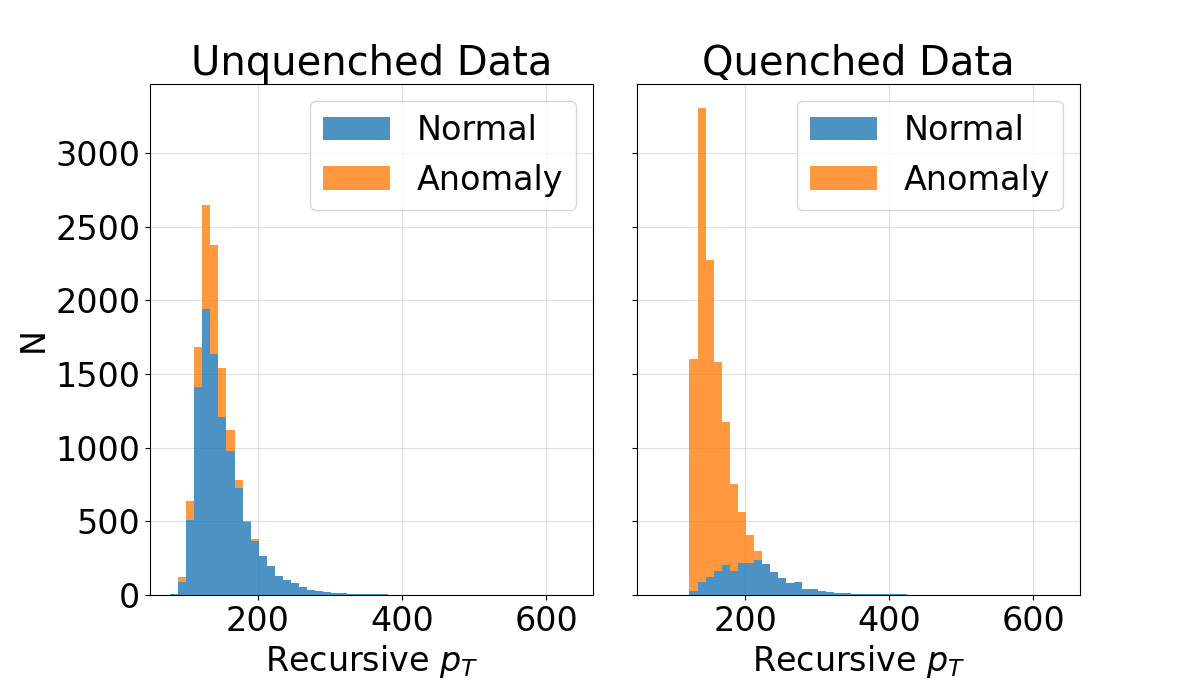 Unquenched Data
Normal
Anomaly
N
3000
2500
2000
1500
1000
500
0
200 400 600
Recursive p_T
Quenched Data
Normal
Anomaly
200 400 600
Recursive p_T